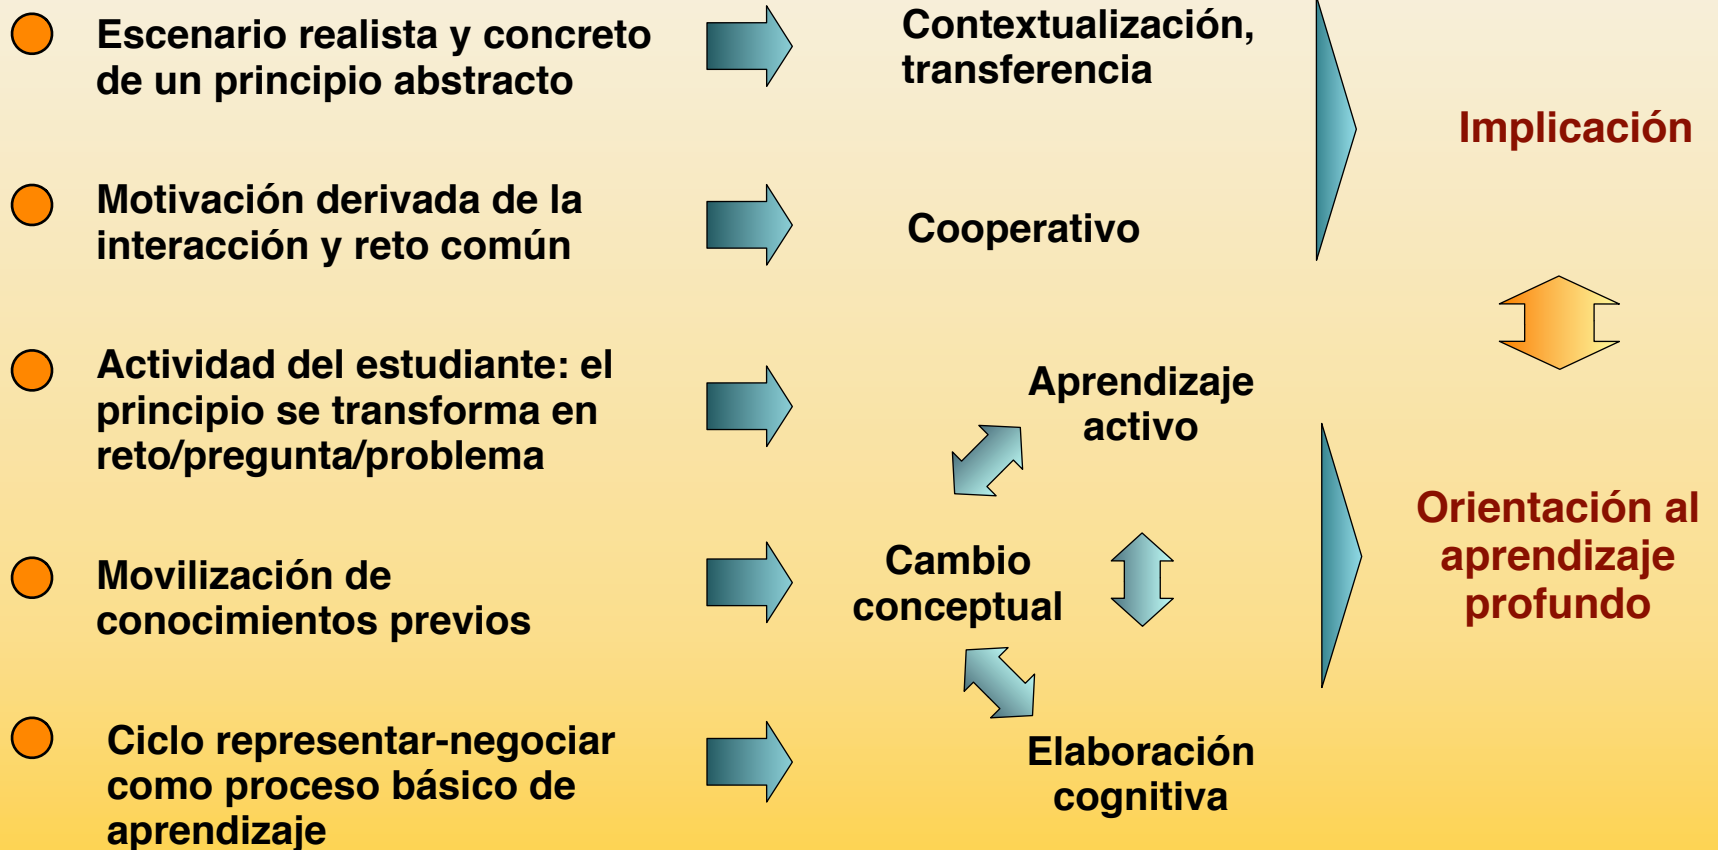 Escenario realista y concreto
de un principio abstracto
Contextualización,
transferencia
Implicación
Motivación derivada de la
interacción y reto común
Cooperativo
Actividad del estudiante: el
principio se transforma en
reto/pregunta/problema
Aprendizaje
activo
Movilización de
conocimientos previos
Cambio
conceptual
Orientación al
aprendizaje
profundo
Ciclo representar-negociar
como proceso básico de
aprendizaje
Elaboración
cognitiva